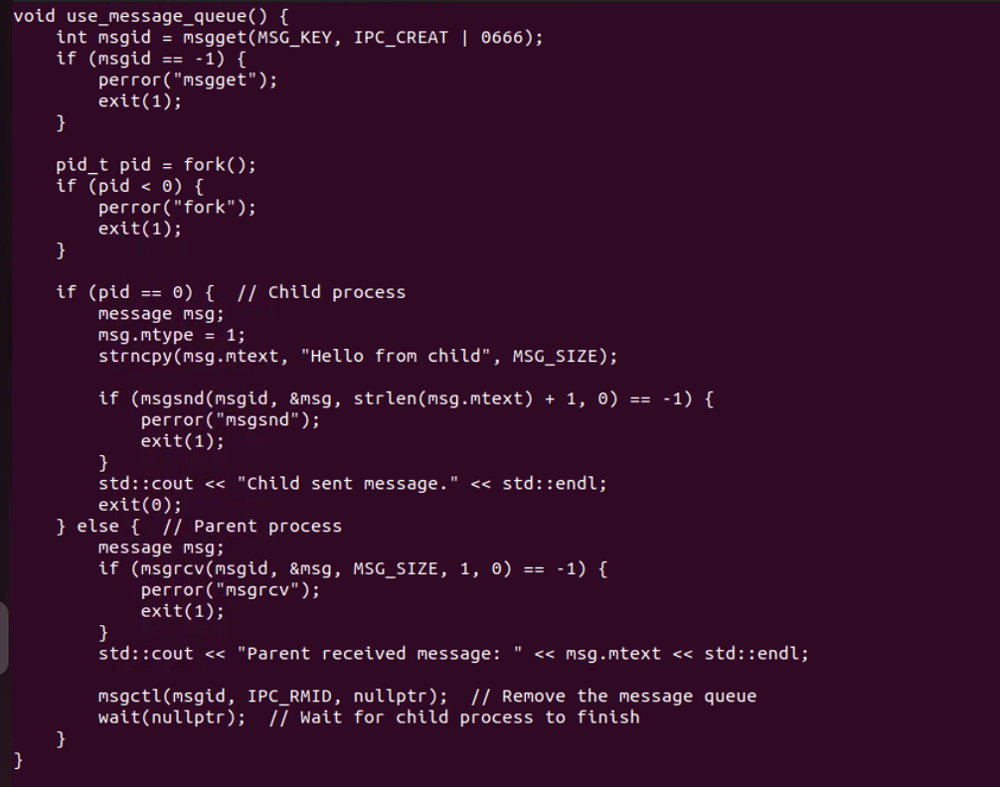 void use_message_queue() {
    int msgid = msgget(MSG_KEY, IPC_CREAT | 0666);
    if (msgid == -1) {
        perror("msgget");
        exit(1);
    }

    pid_t pid = fork();
    if (pid < 0) {
        perror("fork");
        exit(1);
    }

    if (pid == 0) {  // Child process
        message msg;
        msg.mtype = 1;
        strncpy(msg.mtext, "Hello from child", MSG_SIZE);

        if (msgsnd(msgid, &msg, strlen(msg.mtext) + 1, 0) == -1) {
            perror("msgsnd");
            exit(1);
        }
        std::cout << "Child sent message." << std::endl;
        exit(0);
    } else {  // Parent process
        message msg;
        if (msgrcv(msgid, &msg, MSG_SIZE, 1, 0) == -1) {
            perror("msgrcv");
            exit(1);
        }
        std::cout << "Parent received message: " << msg.mtext << std::endl;

        msgctl(msgid, IPC_RMID, nullptr);  // Remove the message queue
        wait(nullptr);  // Wait for child process to finish
    }
}